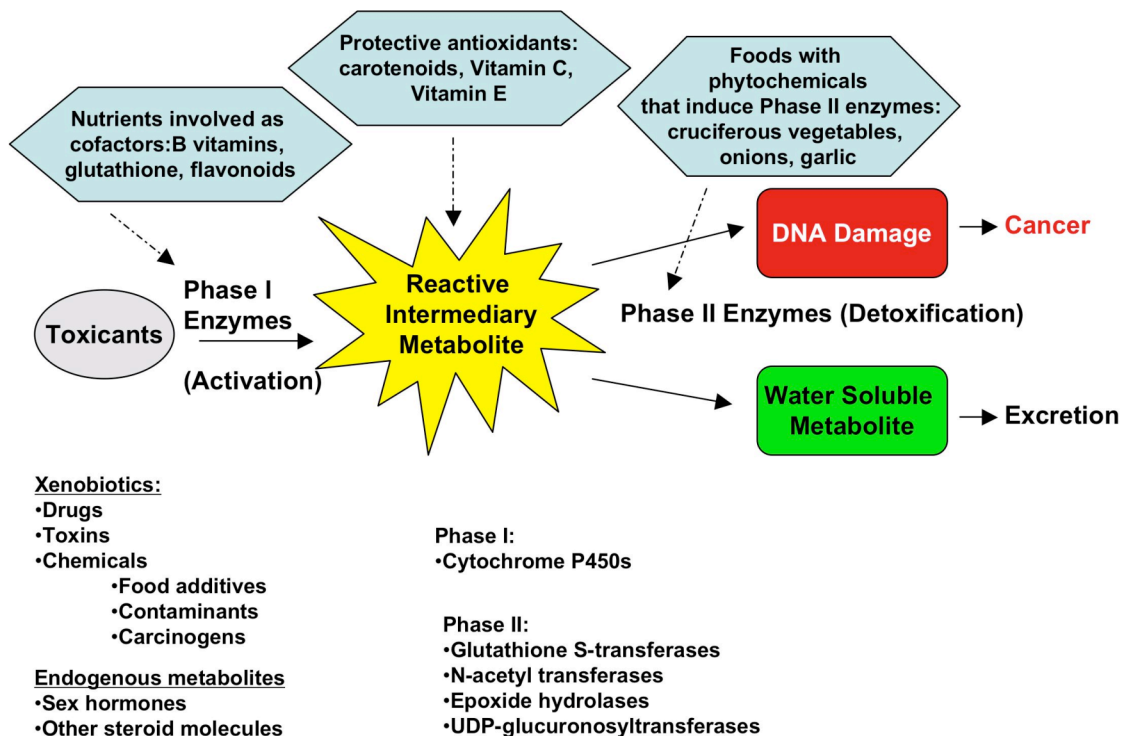 Protective antioxidants:
carotenoids, Vitamin C,
Vitamin E
Foods with
phytochemicals
that induce Phase II enzymes:
cruciferous vegetables,
onions, garlic
Nutrients involved as
cofactors:B vitamins,
glutathione, flavonoids
DNA Damage
Cancer
Toxicants
Phase I
Enzymes
(Activation)
Reactive
Intermediary
Metabolite
Phase II Enzymes (Detoxification)
Water Soluble
Metabolite
Excretion
Xenobiotics:
•Drugs
•Toxins
•Chemicals
•Food additives
•Contaminants
•Carcinogens
Endogenous metabolites
•Sex hormones
•Other steroid molecules
Phase I:
•Cytochrome P450s
Phase II:
•Glutathione S-transferases
•N-acetyl transferases
•Epoxide hydrolases
•UDP-glucuronosyltransferases